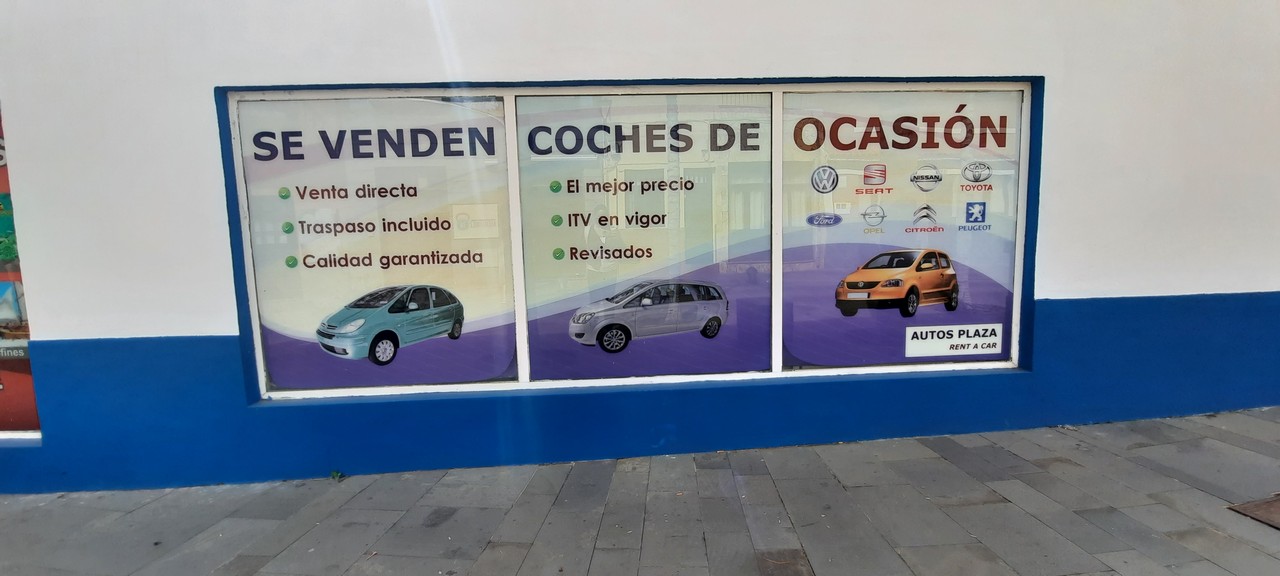 SE VENDEN COCHES DE OCASIÓN
Venta directa
Traspaso incluido
Calidad garantizada
El mejor precio
ITV en vigor
Revisados
SEAT
NISSAN
TOYOTA
Ford
OPEL
CITROËN
PEUGEOT
AUTOS PLAZA
RENT A CAR
fines